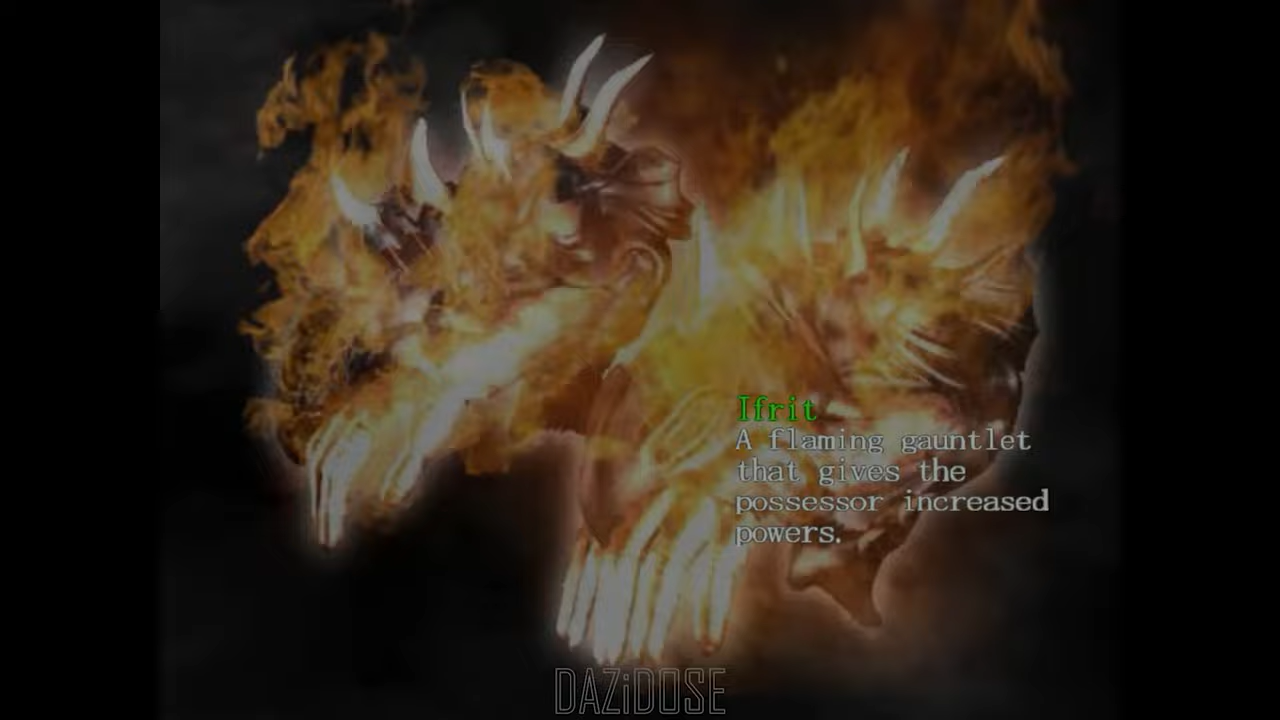 Ifrit
A flaming gauntlet
that gives the
possessor increased
powers.
DAZiDOSE